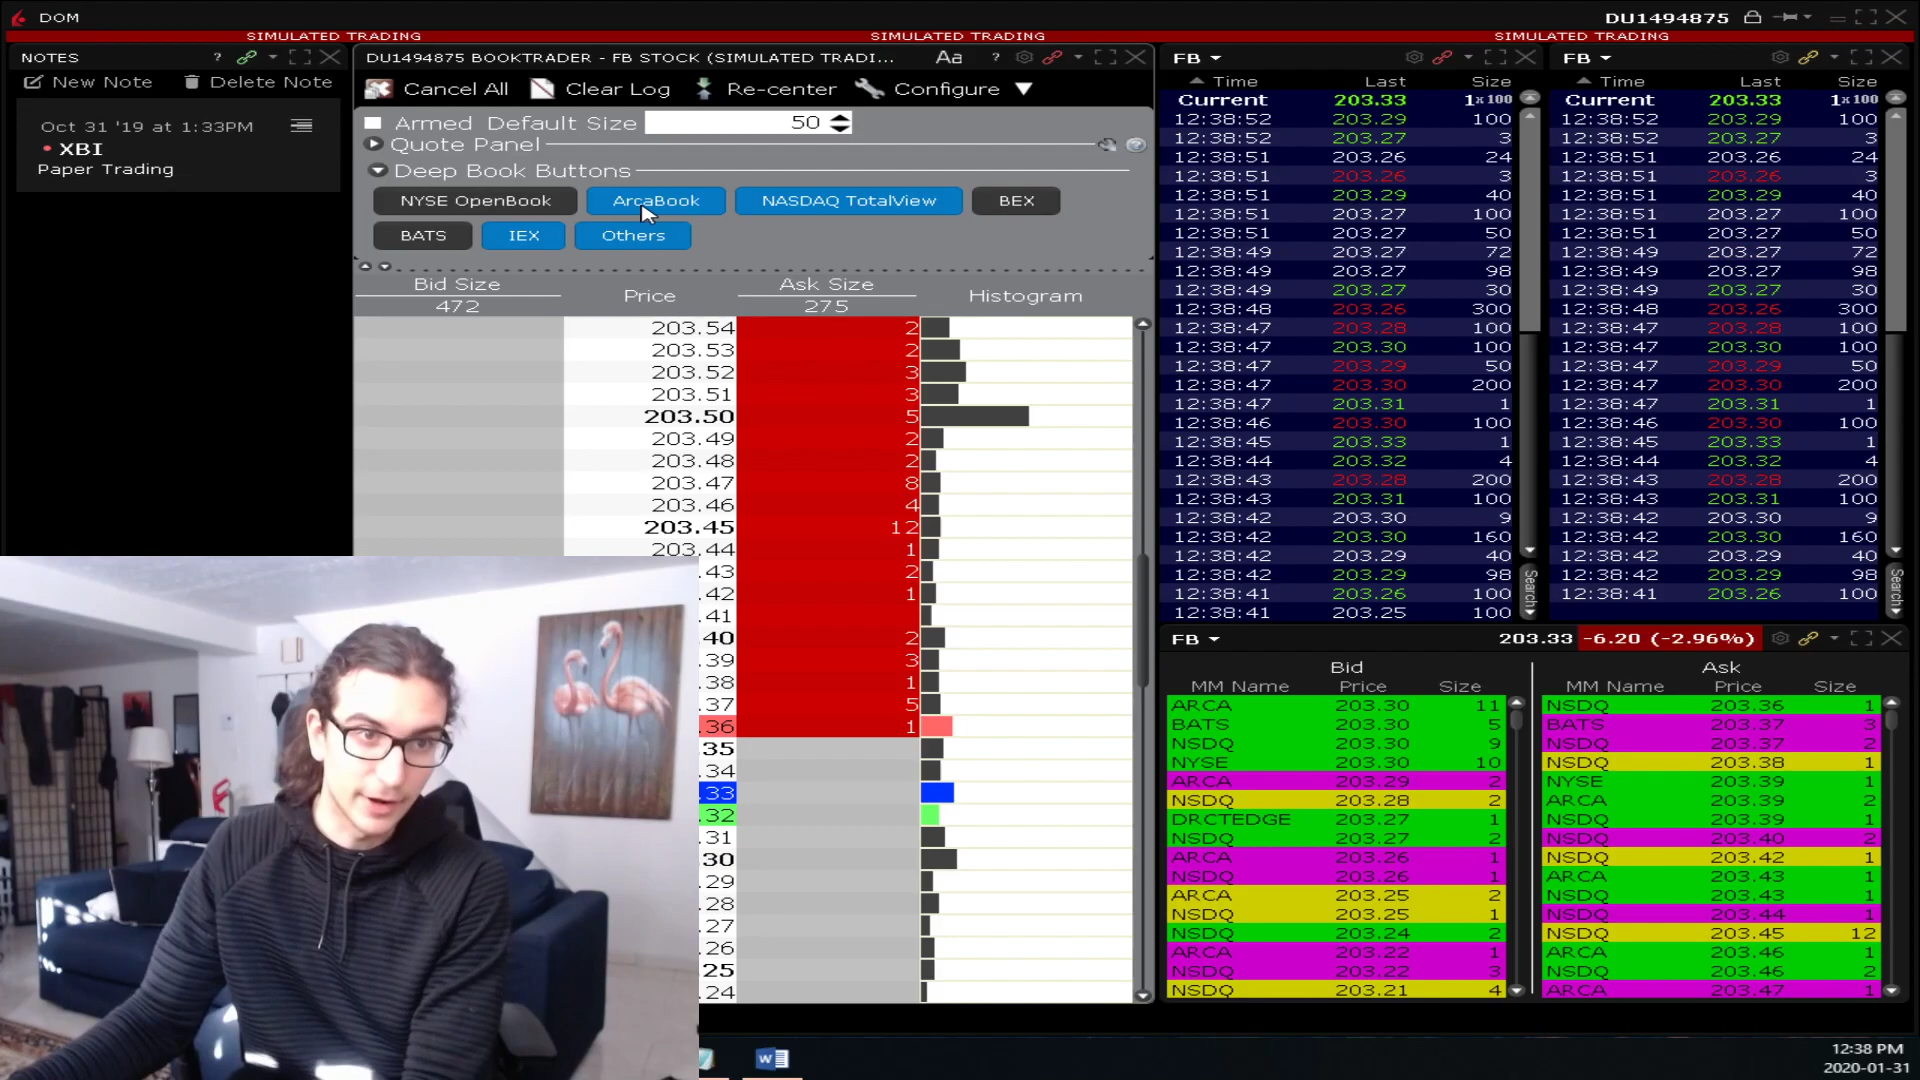 DOM
DU1494875
SIMULATED TRADING SIMULATED TRADING SIMULATED TRADING
NOTES ?
New Note Delete Note
Oct 31 '19 at 1:33PM
• XBI
Paper Trading
DU1494875 BOOKTRADER - FB STOCK (SIMULATED TRADI... Aa ?
Cancel All Clear Log Re-center Configure
Armed Default Size 50
Quote Panel
Deep Book Buttons
NYSE OpenBook ArcaBook NASDAQ TotalView BEX
BATS IEX Others
Bid Size Price Ask Size Histogram
472 275
203.54 2
203.53 2
203.52 3
203.51 3
203.50 5
203.49 2
203.48 2
203.47 8
203.46 4
203.45 12
203.44 1
.43 2
.42 1
.41
.40 2
.39 3
.38 1
.37 5
.36 1
.35
.34
.33
.32
.31
.30
.29
.28
.27
.26
.25
.24
FB
Time Last Size
Current 203.33 1x100
12:38:52 203.29 100
12:38:52 203.27 3
12:38:51 203.26 24
12:38:51 203.26 3
12:38:51 203.29 40
12:38:51 203.27 100
12:38:51 203.27 50
12:38:49 203.27 72
12:38:49 203.27 98
12:38:49 203.27 30
12:38:48 203.26 300
12:38:47 203.28 100
12:38:47 203.30 100
12:38:47 203.29 50
12:38:47 203.30 200
12:38:47 203.31 1
12:38:46 203.30 100
12:38:45 203.33 1
12:38:44 203.32 4
12:38:43 203.28 200
12:38:43 203.31 100
12:38:42 203.30 9
12:38:42 203.30 160
12:38:42 203.29 40
12:38:42 203.29 98
12:38:41 203.26 100
12:38:41 203.25 100
Search
FB
Time Last Size
Current 203.33 1x100
12:38:52 203.29 100
12:38:52 203.27 3
12:38:51 203.26 24
12:38:51 203.26 3
12:38:51 203.29 40
12:38:51 203.27 100
12:38:51 203.27 50
12:38:49 203.27 72
12:38:49 203.27 98
12:38:49 203.27 30
12:38:48 203.26 300
12:38:47 203.28 100
12:38:47 203.30 100
12:38:47 203.29 50
12:38:47 203.30 200
12:38:47 203.31 1
12:38:46 203.30 100
12:38:45 203.33 1
12:38:44 203.32 4
12:38:43 203.28 200
12:38:43 203.31 100
12:38:42 203.30 9
12:38:42 203.30 160
12:38:42 203.29 40
12:38:42 203.29 98
12:38:41 203.26 100
Search
FB 203.33 -6.20 (-2.96%)
Bid Ask
MM Name Price Size MM Name Price Size
ARCA 203.30 11 NSDQ 203.36 1
BATS 203.30 5 BATS 203.37 3
NSDQ 203.30 9 NSDQ 203.37 2
NYSE 203.30 10 NSDQ 203.38 1
ARCA 203.29 2 NYSE 203.39 1
NSDQ 203.28 2 ARCA 203.39 2
DRCTEDGE 203.27 1 NSDQ 203.39 1
NSDQ 203.27 2 NSDQ 203.40 2
ARCA 203.26 1 NSDQ 203.42 1
NSDQ 203.26 1 ARCA 203.43 1
ARCA 203.25 2 NSDQ 203.43 1
NSDQ 203.25 1 NSDQ 203.44 1
NSDQ 203.24 2 NSDQ 203.45 12
ARCA 203.22 1 ARCA 203.46 1
NSDQ 203.22 3 NSDQ 203.46 2
NSDQ 203.21 4 ARCA 203.47 1
12:38 PM
2020-01-31